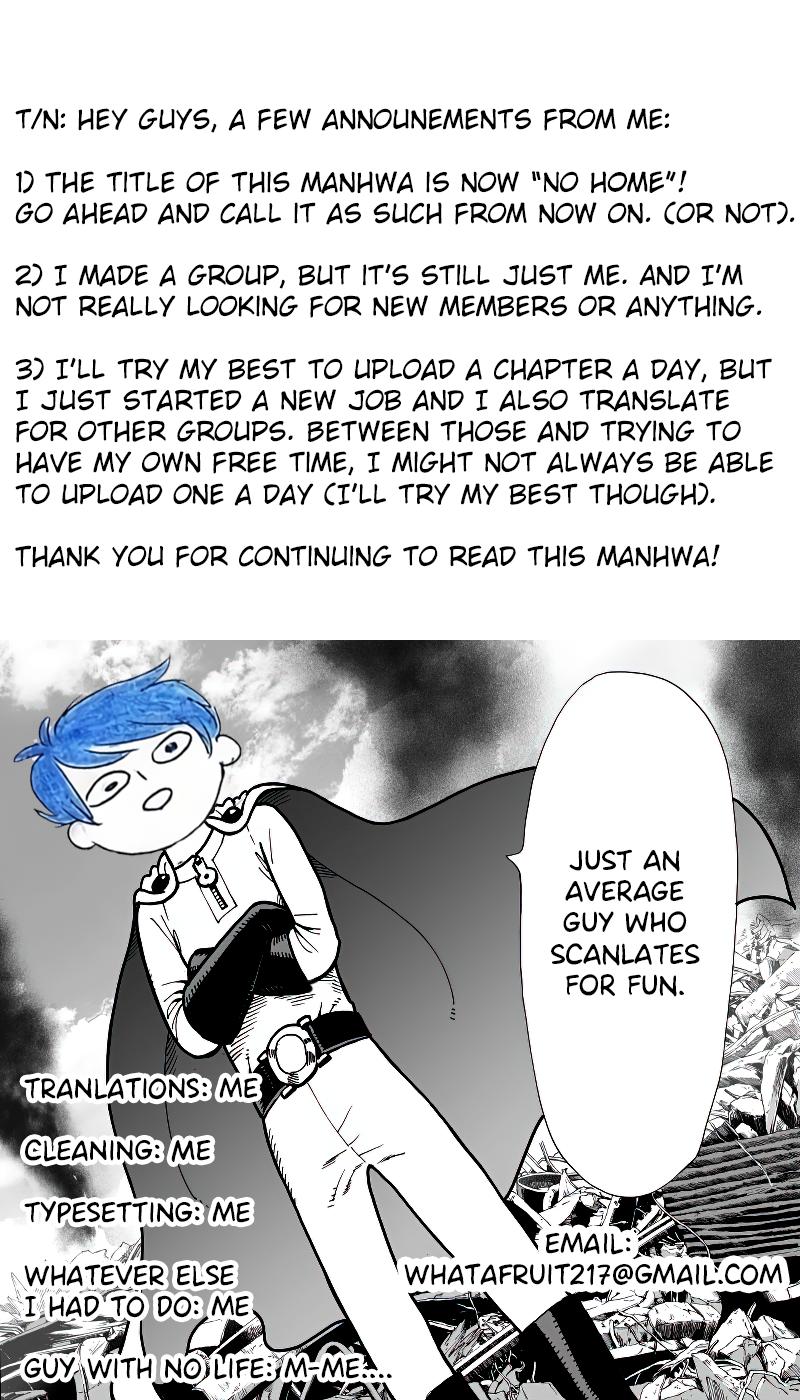 T/N: HEY GUYS, A FEW ANNOUNEMENTS FROM ME:
1) THE TITLE OF THIS MANHWA IS NOW "NO HOME"!
GO AHEAD AND CALL IT AS SUCH FROM NOW ON. (OR NOT).
2) I MADE A GROUP, BUT IT'S STILL JUST ME. AND I'M
NOT REALLY LOOKING FOR NEW MEMBERS OR ANYTHING.
3) I'LL TRY MY BEST TO UPLOAD A CHAPTER A DAY, BUT
I JUST STARTED A NEW JOB AND I ALSO TRANSLATE
FOR OTHER GROUPS. BETWEEN THOSE AND TRYING TO
HAVE MY OWN FREE TIME, I MIGHT NOT ALWAYS BE ABLE
TO UPLOAD ONE A DAY (I'LL TRY MY BEST THOUGH).
THANK YOU FOR CONTINUING TO READ THIS MANHWA!
JUST AN
AVERAGE
GUY WHO
SCANLATES
FOR FUN.
TRANLATIONS: ME
CLEANING: ME
TYPESETTING: ME
WHATEVER ELSE
I HAD TO DO: ME
GUY WITH NO LIFE: M-ME....
EMAIL:
WHATAFRUIT217@GMAIL.COM